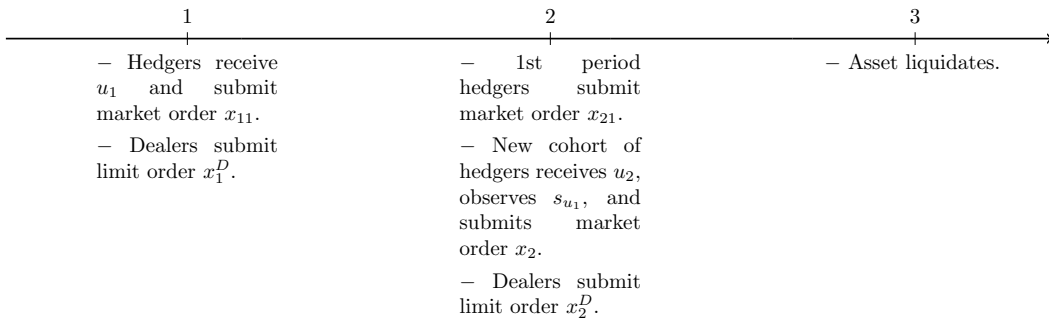 1 2 3
– Hedgers receive
u₁ and submit
market order x₁₁.
– Dealers submit
limit order x₁ᴰ.
– 1st period
hedgers submit
market order x₂₁.
– New cohort of
hedgers receives u₂,
observes s_{u₁}, and
submits market
order x₂.
– Dealers submit
limit order x₂ᴰ.
– Asset liquidates.